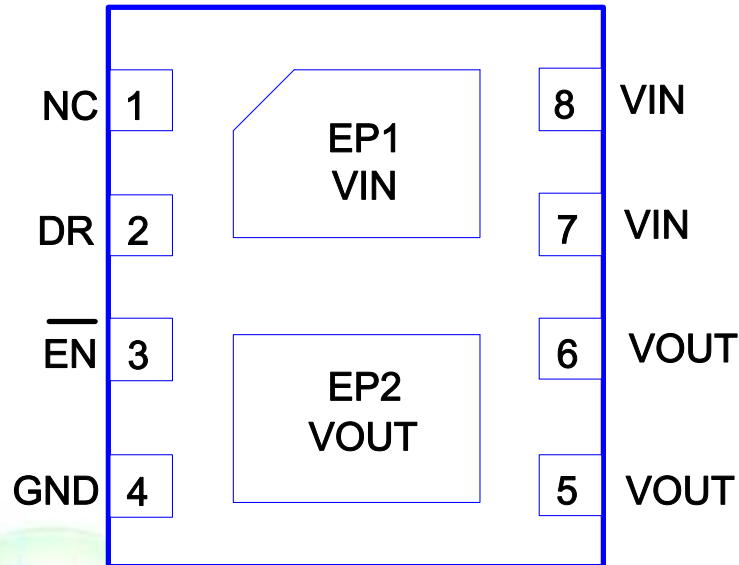 NC 1
EP1
VIN
8 VIN
DR 2
7 VIN
E̅N̅ 3
6 VOUT
EP2
VOUT
GND 4
5 VOUT